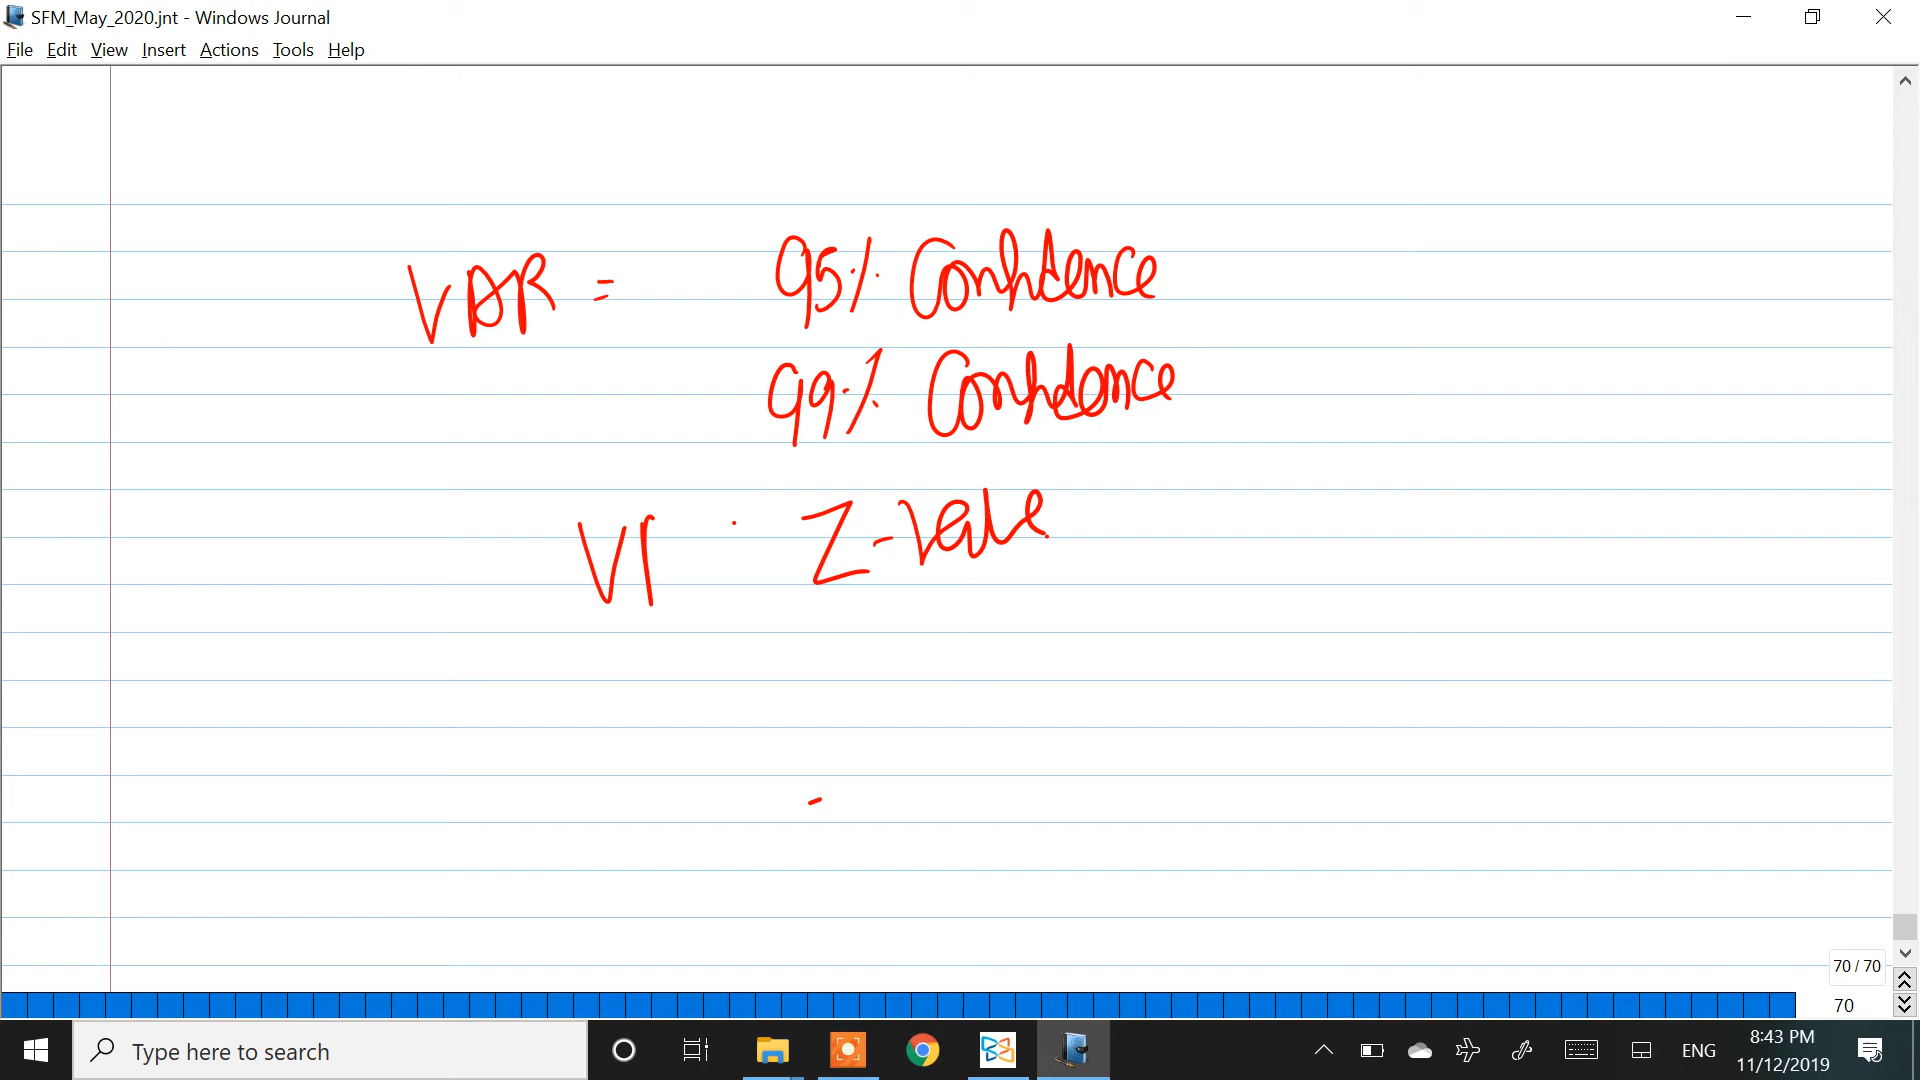 SFM_May_2020.jnt - Windows Journal
File Edit View Insert Actions Tools Help
VAR = 95% Confidence
99% Confidence
Z-Value
70 / 70
70
Type here to search
ENG
8:43 PM
11/12/2019